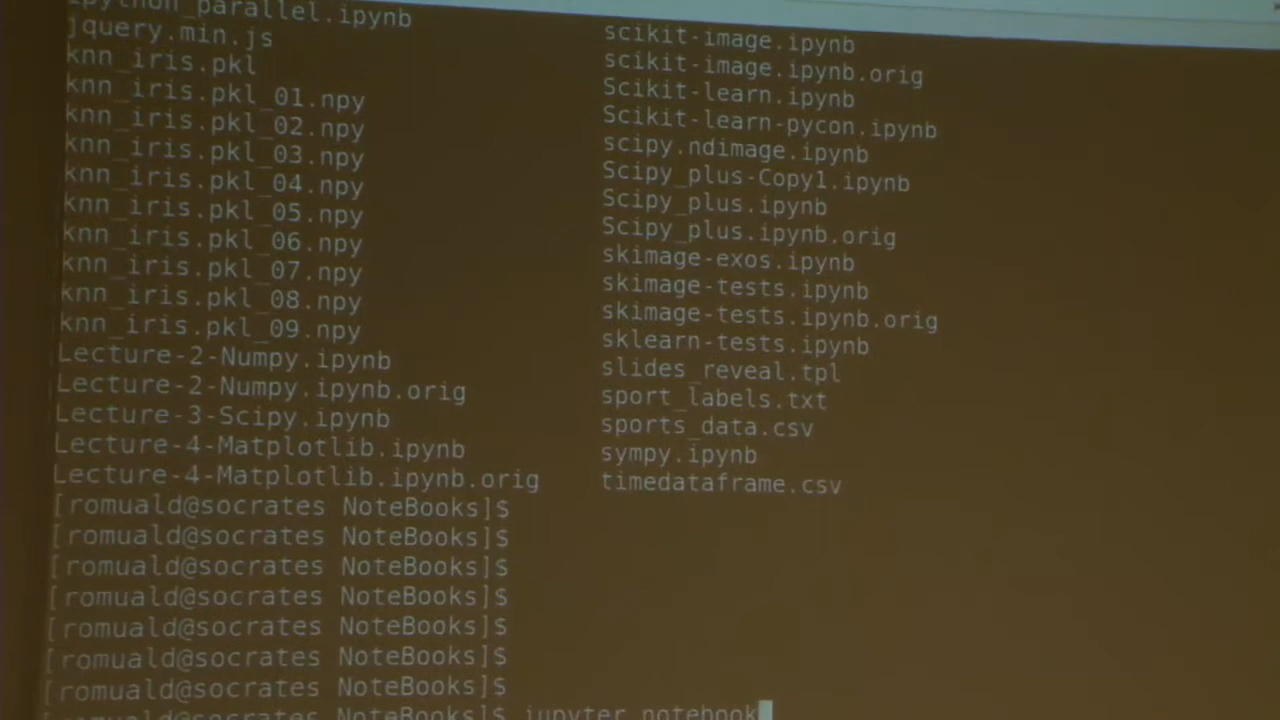 ipython_parallel.ipynb
jquery.min.js
knn_iris.pkl
knn_iris.pkl_01.npy
knn_iris.pkl_02.npy
knn_iris.pkl_03.npy
knn_iris.pkl_04.npy
knn_iris.pkl_05.npy
knn_iris.pkl_06.npy
knn_iris.pkl_07.npy
knn_iris.pkl_08.npy
knn_iris.pkl_09.npy
Lecture-2-Numpy.ipynb
Lecture-2-Numpy.ipynb.orig
Lecture-3-Scipy.ipynb
Lecture-4-Matplotlib.ipynb
Lecture-4-Matplotlib.ipynb.orig
scikit-image.ipynb
scikit-image.ipynb.orig
Scikit-learn.ipynb
Scikit-learn-pycon.ipynb
scipy.ndimage.ipynb
Scipy_plus-Copy1.ipynb
Scipy_plus.ipynb
Scipy_plus.ipynb.orig
skimage-exos.ipynb
skimage-tests.ipynb
skimage-tests.ipynb.orig
sklearn-tests.ipynb
slides_reveal.tpl
sport_labels.txt
sports_data.csv
sympy.ipynb
timedataframe.csv
[romuald@socrates NoteBooks]$
[romuald@socrates NoteBooks]$
[romuald@socrates NoteBooks]$
[romuald@socrates NoteBooks]$
[romuald@socrates NoteBooks]$
[romuald@socrates NoteBooks]$
[romuald@socrates NoteBooks]$
[romuald@socrates NoteBooks]$ jupyter notebook